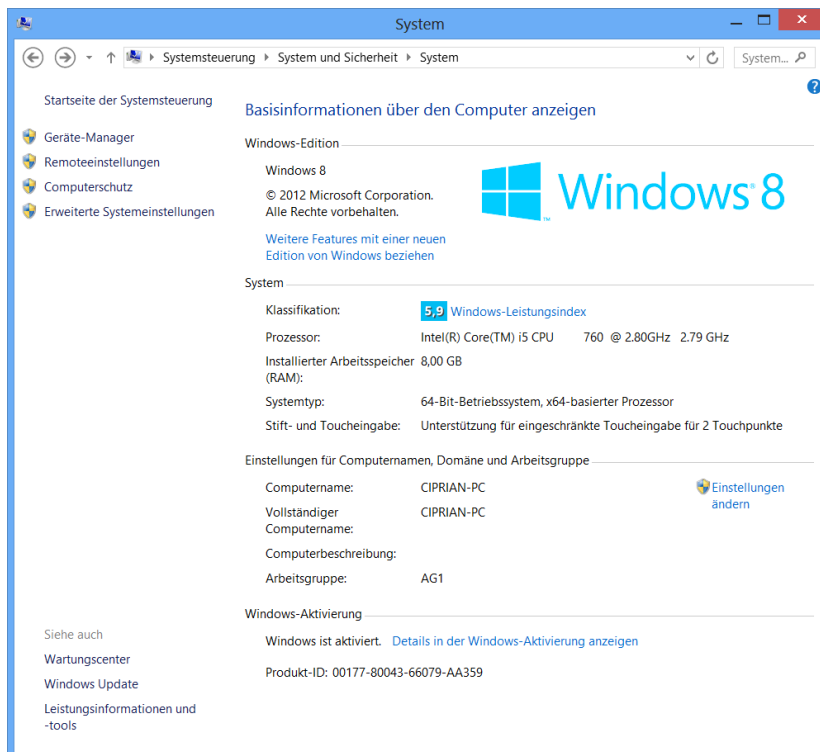 System
Systemsteuerung System und Sicherheit System
System...
Startseite der Systemsteuerung
Geräte-Manager
Remoteeinstellungen
Computerschutz
Erweiterte Systemeinstellungen
Basisinformationen über den Computer anzeigen
Windows-Edition
Windows 8
© 2012 Microsoft Corporation.
Alle Rechte vorbehalten.
Weitere Features mit einer neuen
Edition von Windows beziehen
Windows 8
System
Klassifikation: 5,9 Windows-Leistungsindex
Prozessor: Intel(R) Core(TM) i5 CPU 760 @ 2.80GHz 2.79 GHz
Installierter Arbeitsspeicher 8,00 GB
(RAM):
Systemtyp: 64-Bit-Betriebssystem, x64-basierter Prozessor
Stift- und Toucheingabe: Unterstützung für eingeschränkte Toucheingabe für 2 Touchpunkte
Einstellungen für Computernamen, Domäne und Arbeitsgruppe
Computername: CIPRIAN-PC
Einstellungen
ändern
Vollständiger CIPRIAN-PC
Computername:
Computerbeschreibung:
Arbeitsgruppe: AG1
Windows-Aktivierung
Windows ist aktiviert. Details in der Windows-Aktivierung anzeigen
Produkt-ID: 00177-80043-66079-AA359
Siehe auch
Wartungscenter
Windows Update
Leistungsinformationen und
-tools